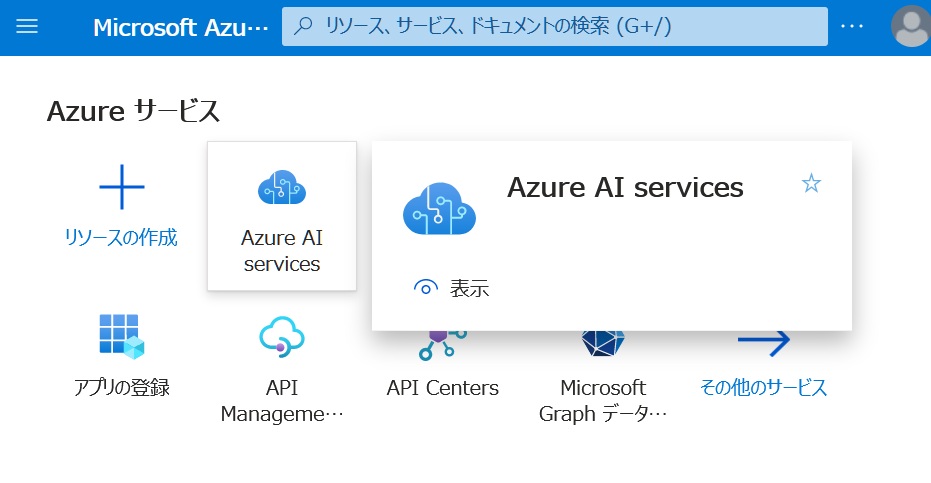 Microsoft Azu…
リソース、サービス、ドキュメントの検索 (G+/)
…
Azure サービス
リソースの作成
Azure AI
services
Azure AI services
表示
アプリの登録
API
Manageme…
API Centers
Microsoft
Graph データ…
その他のサービス